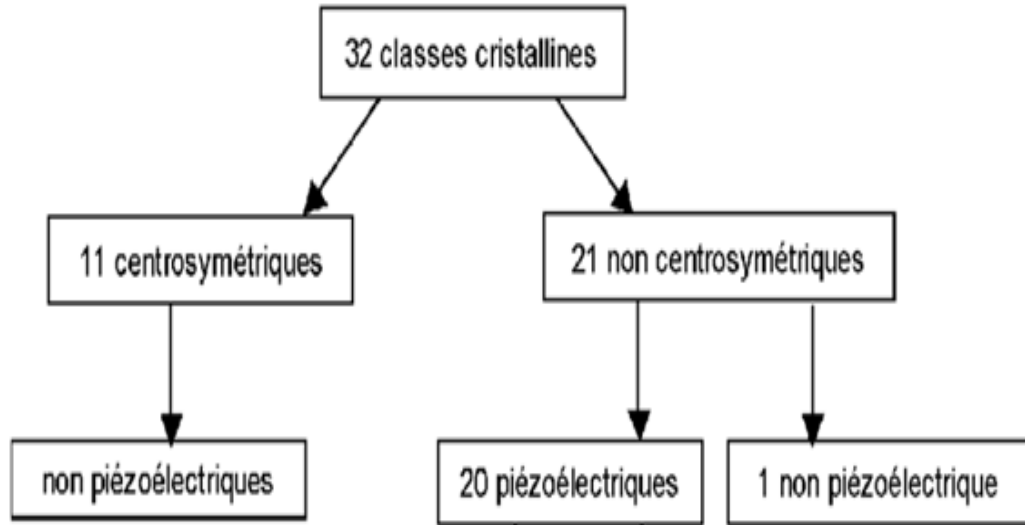 32 classes cristallines
11 centrosymétriques
21 non centrosymétriques
non piézoélectriques
20 piézoélectriques
1 non piézoélectrique